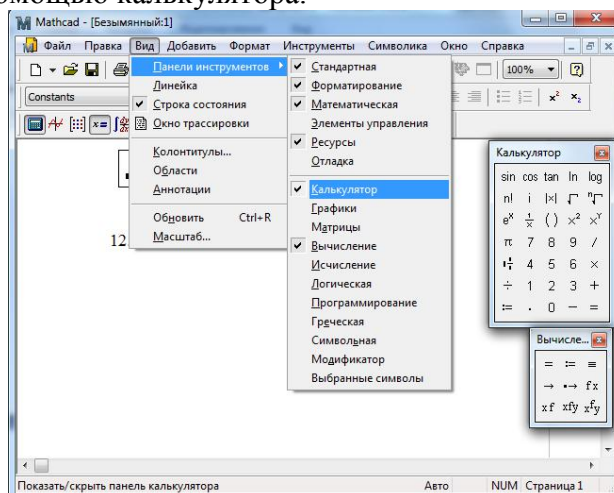 мощью калькулятора.
Mathcad - [Безымянный:1]
Файл Правка Вид Добавить Формат Инструменты Символика Окно Справка
100%
Constants
Панели инструментов
Линейка
Строка состояния
Окно трассировки
Колонтитулы...
Области
Аннотации
Обновить Ctrl+R
Масштаб...
Стандартная
Форматирование
Математическая
Элементы управления
Ресурсы
Отладка
Калькулятор
Графики
Матрицы
Вычисление
Исчисление
Логическая
Программирование
Греческая
Символьная
Модификатор
Выбранные символы
12
Калькулятор
sin cos tan ln log
n! i |×| √ ⁿ√
eˣ 1/x ( ) ×² ×ʸ
π 7 8 9 /
4 5 6 ×
÷ 1 2 3 +
:= . 0 − =
Вычисле...
= := ≡
→ •→ fx
xf xfy xᶠy
Показать/скрыть панель калькулятора Авто NUM Страница 1